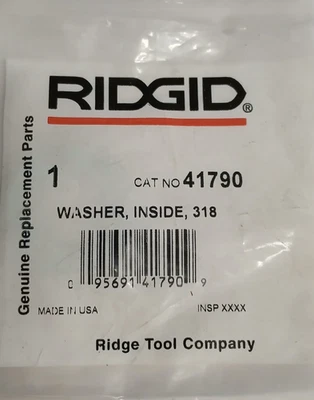 RIDGID®
Genuine Replacement Parts
1 CAT NO 41790
WASHER, INSIDE, 318
0 95691 41790 9
MADE IN USA INSP XXXX
Ridge Tool Company